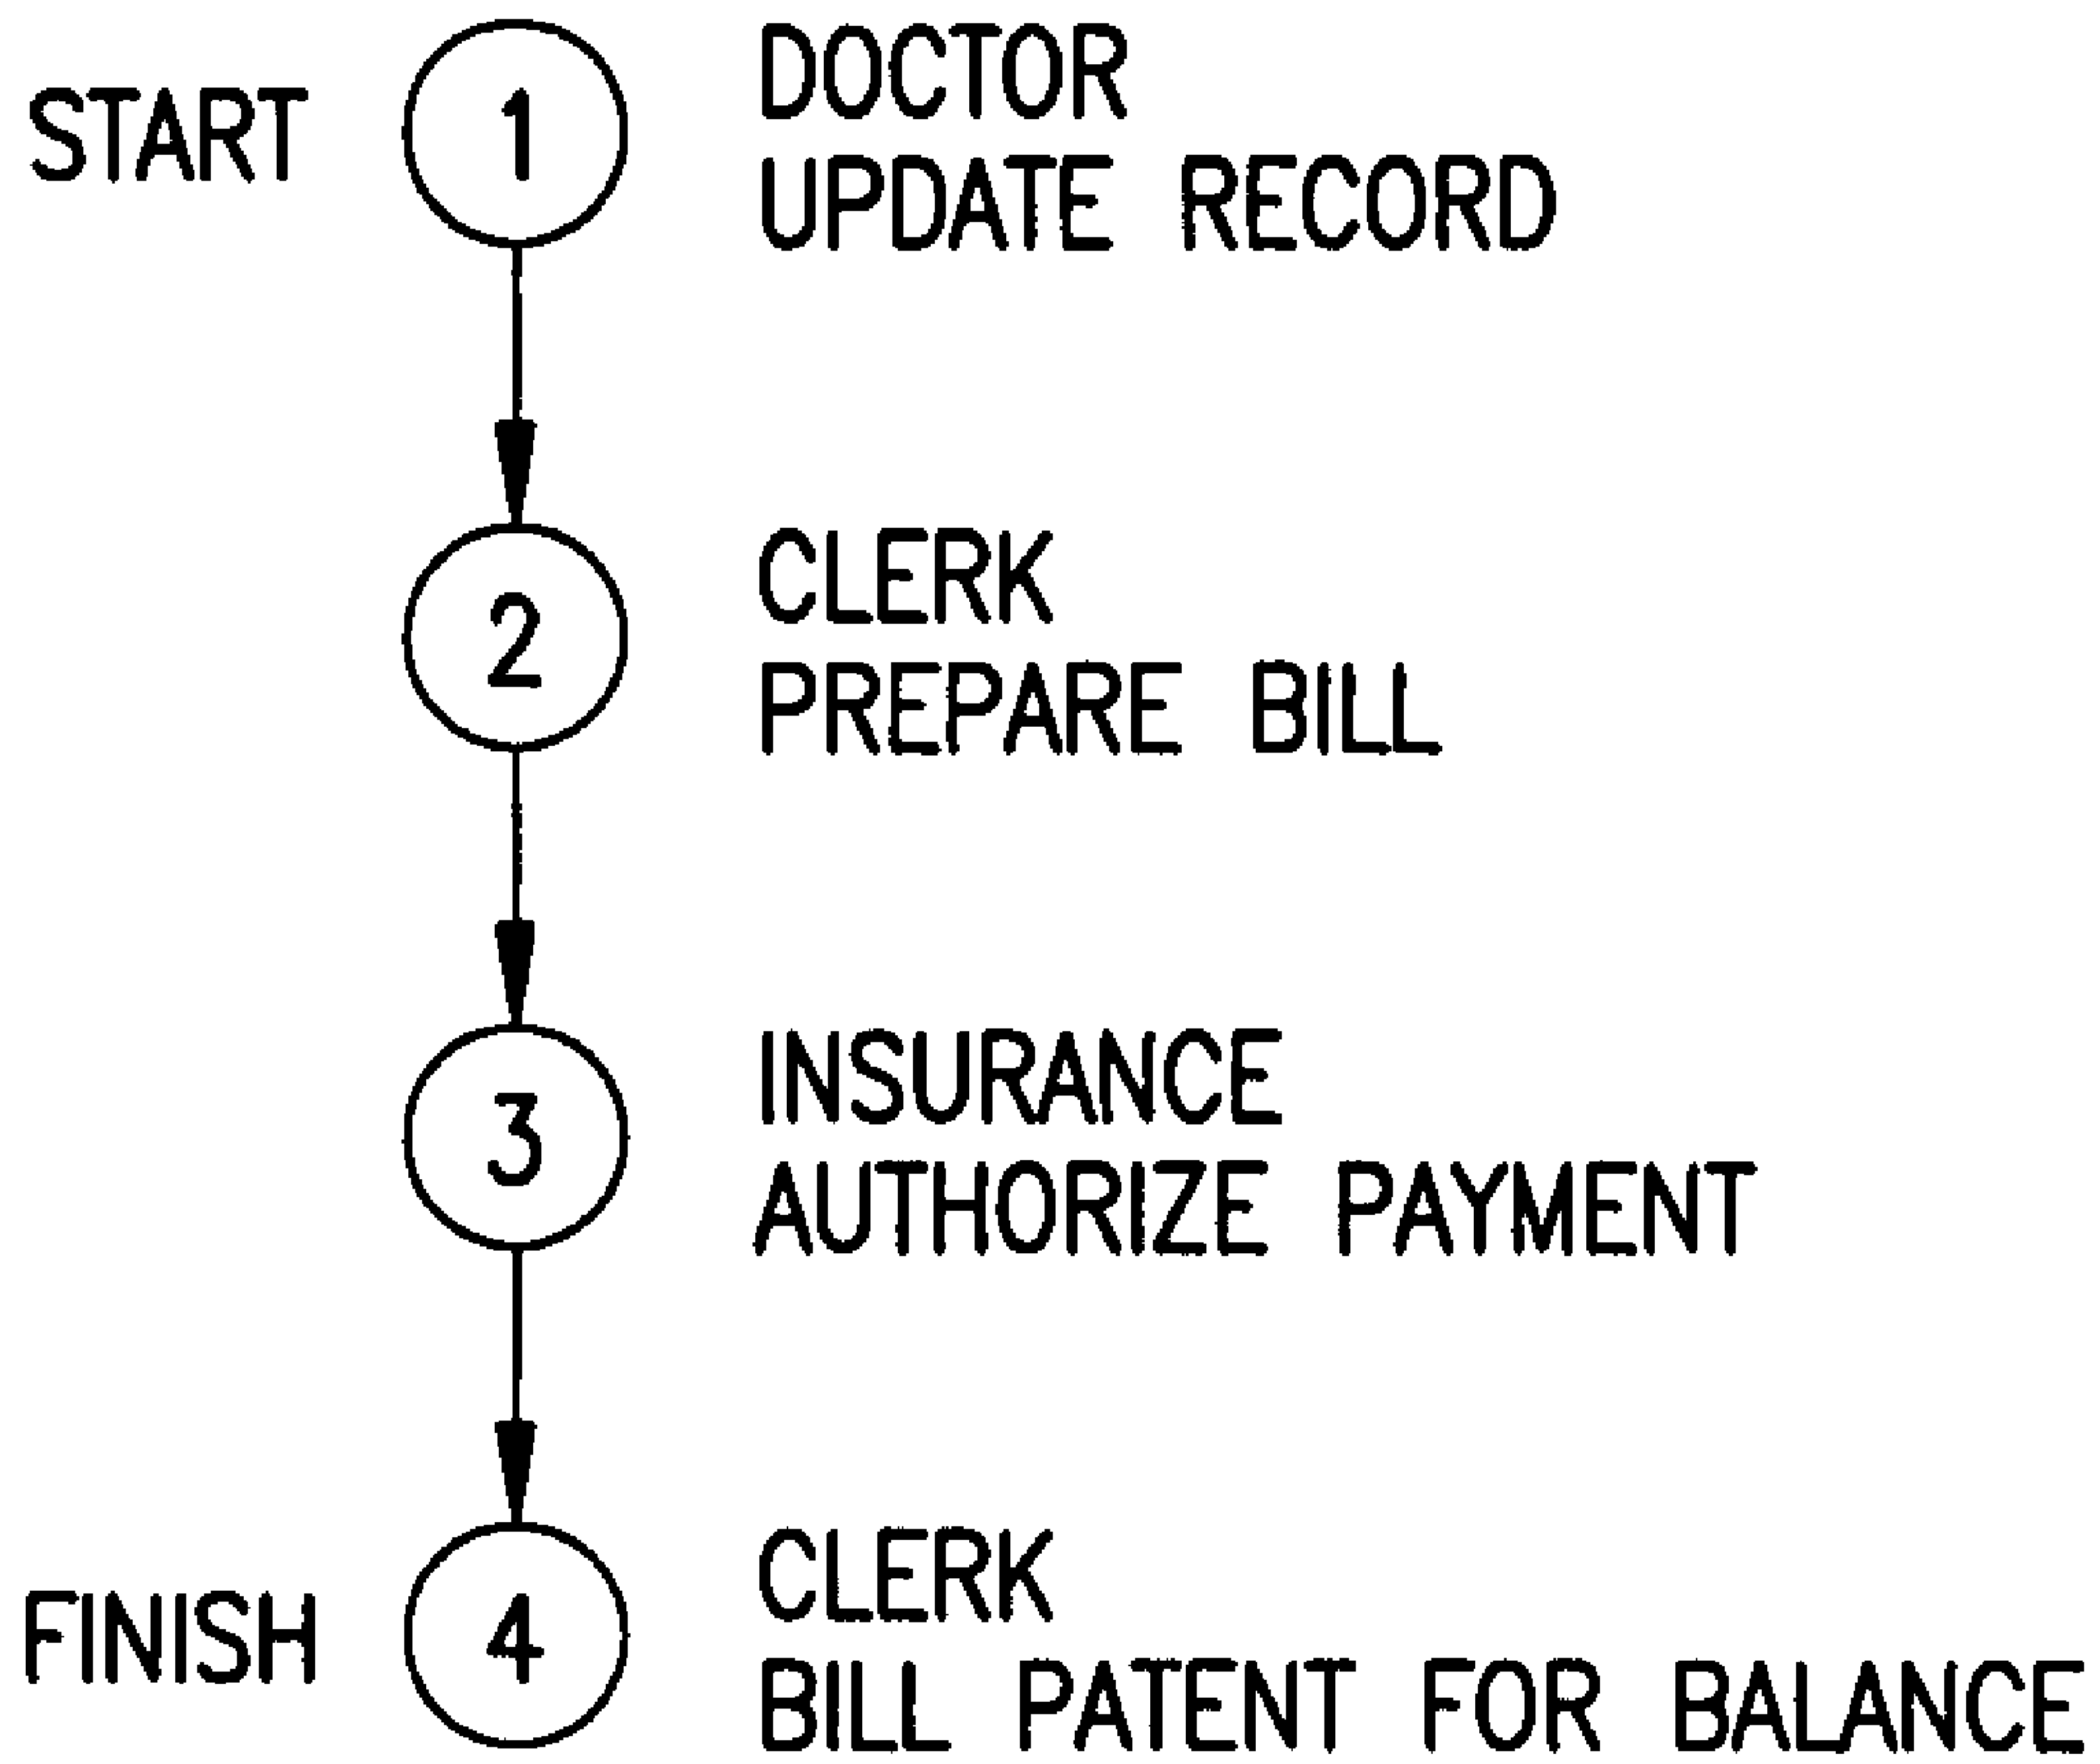 START 1 DOCTOR
UPDATE RECORD
2 CLERK
PREPARE BILL
3 INSURANCE
AUTHORIZE PAYMENT
FINISH 4 CLERK
BILL PATENT FOR BALANCE